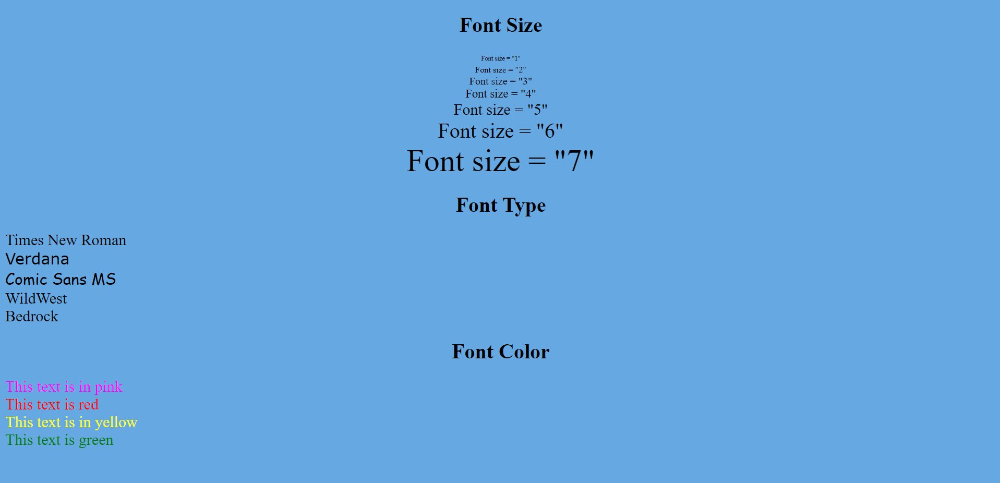 Font Size
Font size = "1"
Font size = "2"
Font size = "3"
Font size = "4"
Font size = "5"
Font size = "6"
Font size = "7"
Font Type
Times New Roman
Verdana
Comic Sans MS
WildWest
Bedrock
Font Color
This text is in pink
This text is red
This text is in yellow
This text is green